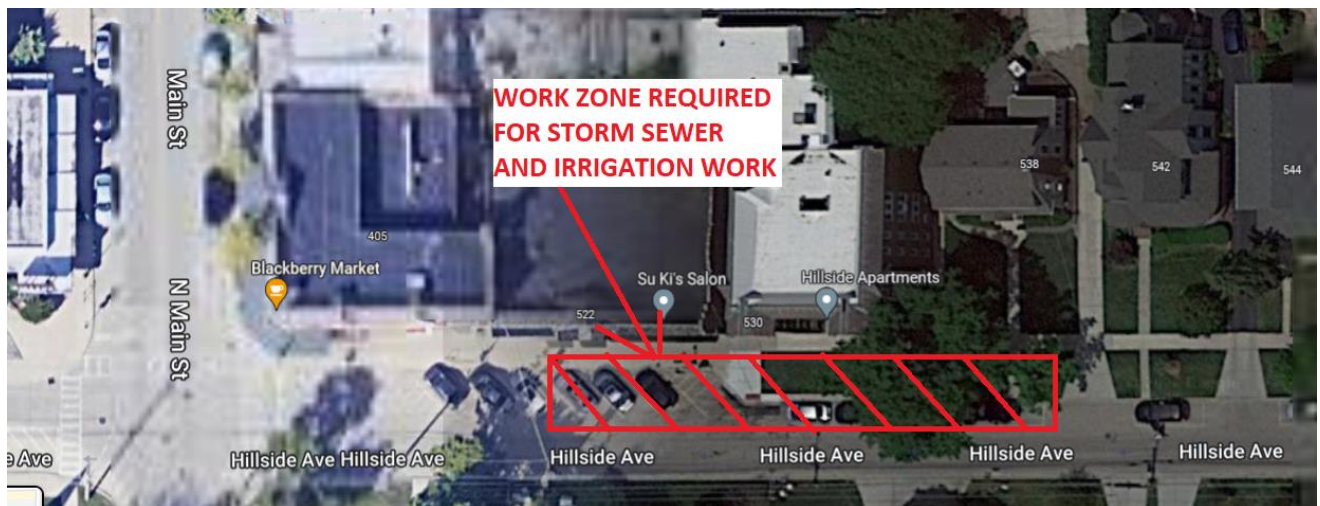 WORK ZONE REQUIRED
FOR STORM SEWER
AND IRRIGATION WORK
Main St
538
542
544
405
Blackberry Market
Su Ki's Salon
Hillside Apartments
N Main St
522
530
e Ave
Hillside Ave Hillside Ave
Hillside Ave
Hillside Ave
Hillside Ave
Hillside Ave